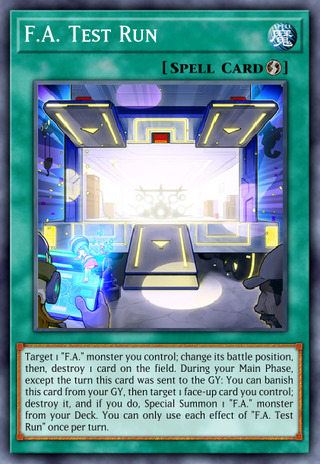 F.A. Test Run
[Spell Card]
Target 1 "F.A." monster you control; change its battle position,
then, destroy 1 card on the field. During your Main Phase,
except the turn this card was sent to the GY: You can banish
this card from your GY, then target 1 face-up card you control;
destroy it, and if you do, Special Summon 1 "F.A." monster
from your Deck. You can only use each effect of "F.A. Test
Run" once per turn.